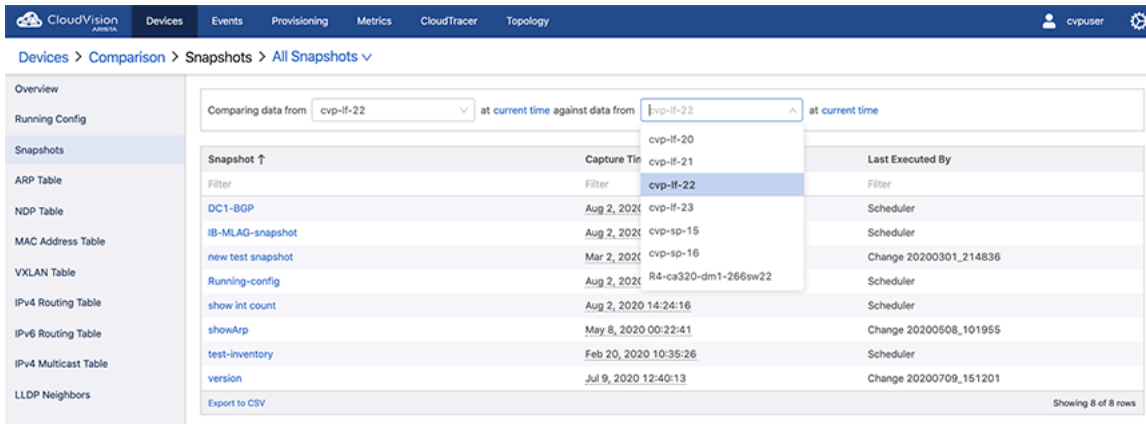 CloudVision
ARISTA
Devices Events Provisioning Metrics CloudTracer Topology cvpuser
Devices > Comparison > Snapshots > All Snapshots
Overview
Running Config
Snapshots
ARP Table
NDP Table
MAC Address Table
VXLAN Table
IPv4 Routing Table
IPv6 Routing Table
IPv4 Multicast Table
LLDP Neighbors
Comparing data from cvp-lf-22 at current time against data from cvp-lf-22 at current time
cvp-lf-20
cvp-lf-21
cvp-lf-22
cvp-lf-23
cvp-sp-15
cvp-sp-16
R4-ca320-dm1-266sw22
Snapshot ↑ Capture Tim Last Executed By
Filter Filter Filter
DC1-BGP Aug 2, 2020 Scheduler
IB-MLAG-snapshot Aug 2, 2020 Scheduler
new test snapshot Mar 2, 2020 Change 20200301_214836
Running-config Aug 2, 2020 Scheduler
show int count Aug 2, 2020 14:24:16 Scheduler
showArp May 8, 2020 00:22:41 Change 20200508_101955
test-inventory Feb 20, 2020 10:35:26 Scheduler
version Jul 9, 2020 12:40:13 Change 20200709_151201
Export to CSV Showing 8 of 8 rows